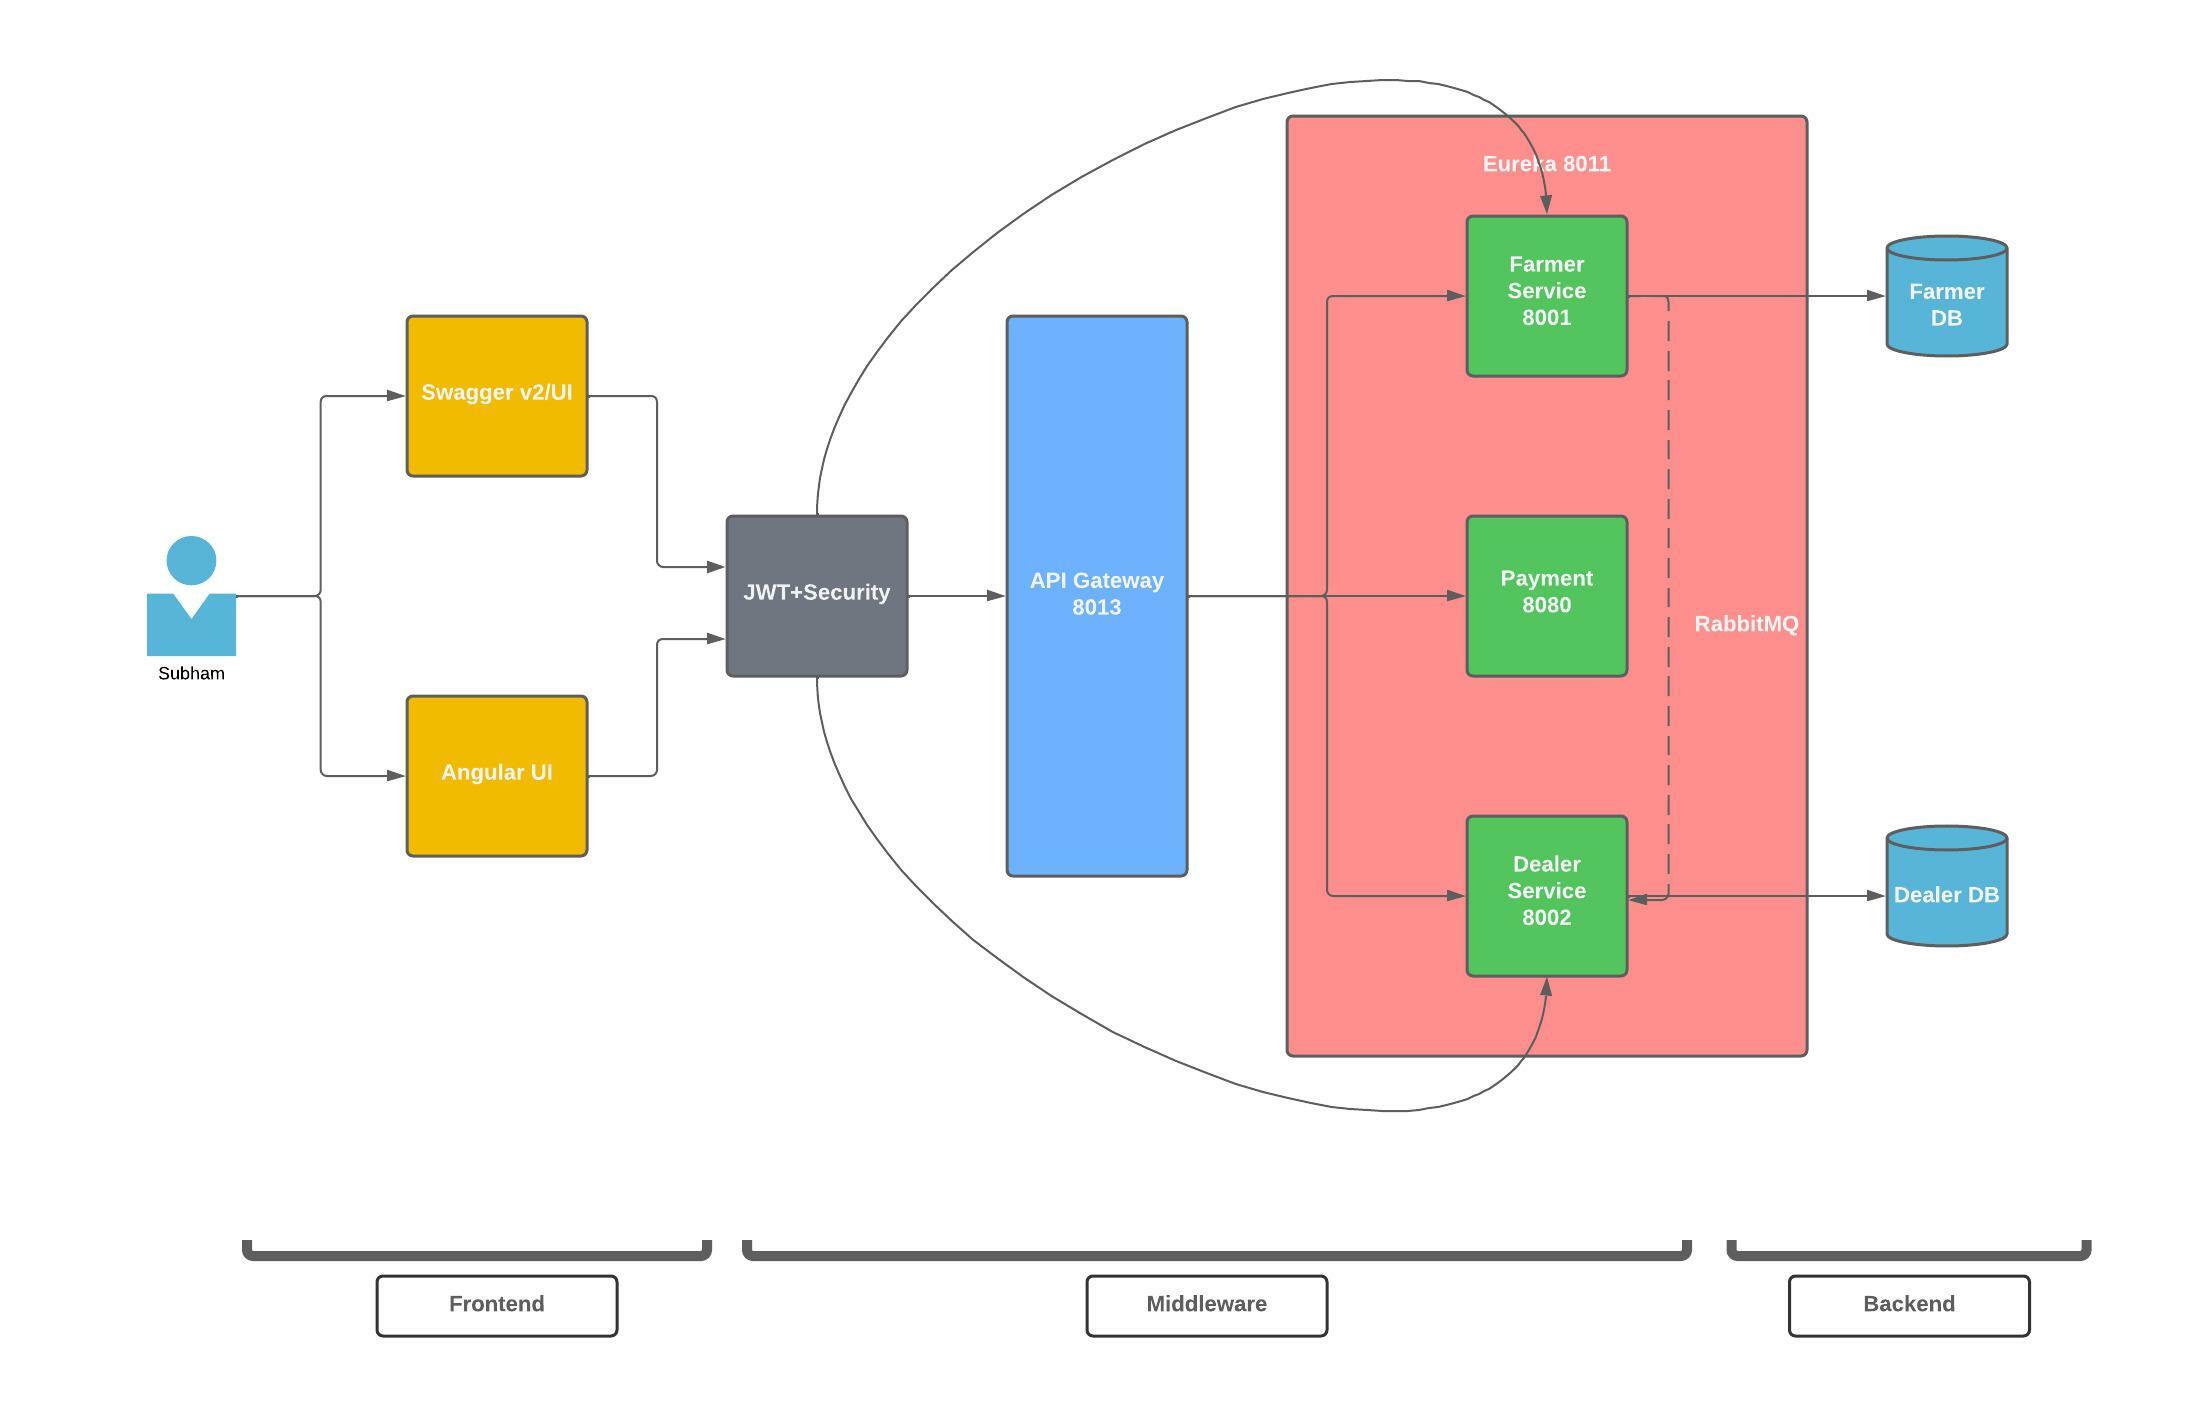 Eureka 8011
Farmer
Service
8001
Farmer
DB
Swagger v2/UI
JWT+Security
API Gateway
8013
Payment
8080
RabbitMQ
Subham
Angular UI
Dealer
Service
8002
Dealer DB
Frontend
Middleware
Backend